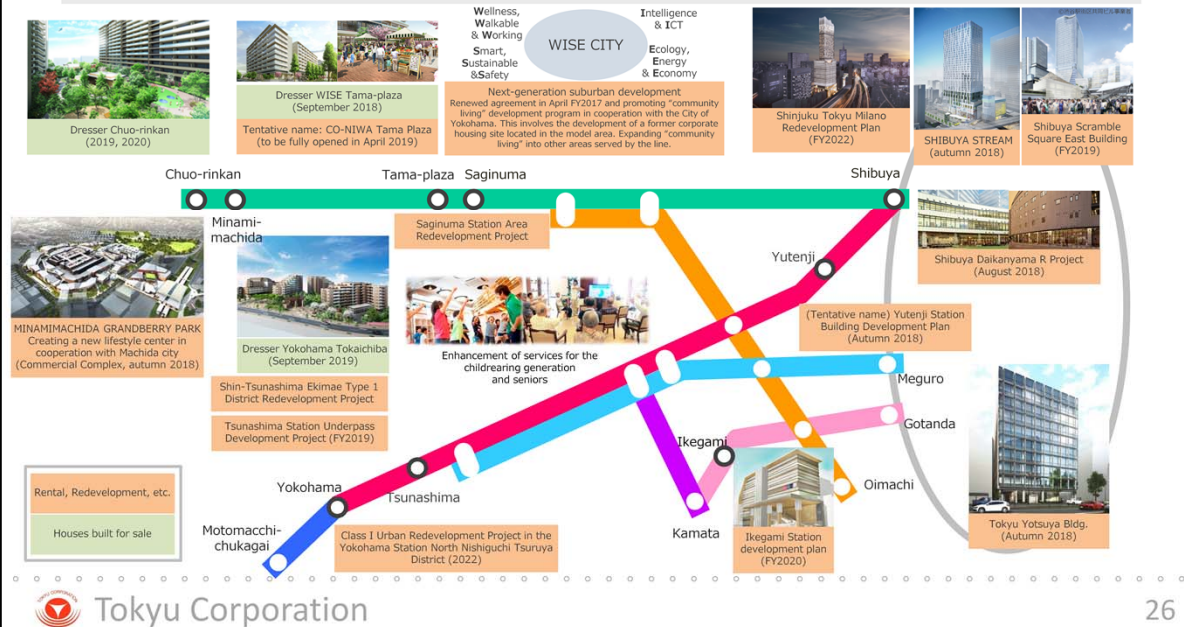 Wellness,
Walkable
& Working
Smart,
Sustainable
&Safety
WISE CITY
Intelligence
& ICT
Ecology,
Energy
& Economy
Dresser Chuo-rinkan
(2019, 2020)
Dresser WISE Tama-plaza
(September 2018)
Tentative name: CO-NIWA Tama Plaza
(to be fully opened in April 2019)
Next-generation suburban development
Renewed agreement in April FY2017 and promoting "community
living" development program in cooperation with the City of
Yokohama. This involves the development of a former corporate
housing site located in the model area. Expanding "community
living" into other areas served by the line.
Shinjuku Tokyu Milano
Redevelopment Plan
(FY2022)
SHIBUYA STREAM
(autumn 2018)
Shibuya Scramble
Square East Building
(FY2019)
Chuo-rinkan
Minami-
machida
Tama-plaza
Saginuma
Shibuya
Saginuma Station Area
Redevelopment Project
Yutenji
Shibuya Daikanyama R Project
(August 2018)
MINAMIMACHIDA GRANDBERRY PARK
Creating a new lifestyle center in
cooperation with Machida city
(Commercial Complex, autumn 2018)
Dresser Yokohama Tokaichiba
(September 2019)
Shin-Tsunashima Ekimae Type 1
District Redevelopment Project
Tsunashima Station Underpass
Development Project (FY2019)
Enhancement of services for the
childrearing generation
and seniors
(Tentative name) Yutenji Station
Building Development Plan
(Autumn 2018)
Meguro
Gotanda
Ikegami
Oimachi
Kamata
Ikegami Station
development plan
(FY2020)
Tokyu Yotsuya Bldg.
(Autumn 2018)
Tsunashima
Yokohama
Motomacchi-
chukagai
Class I Urban Redevelopment Project in the
Yokohama Station North Nishiguchi Tsuruya
District (2022)
Rental, Redevelopment, etc.
Houses built for sale
Tokyu Corporation
26